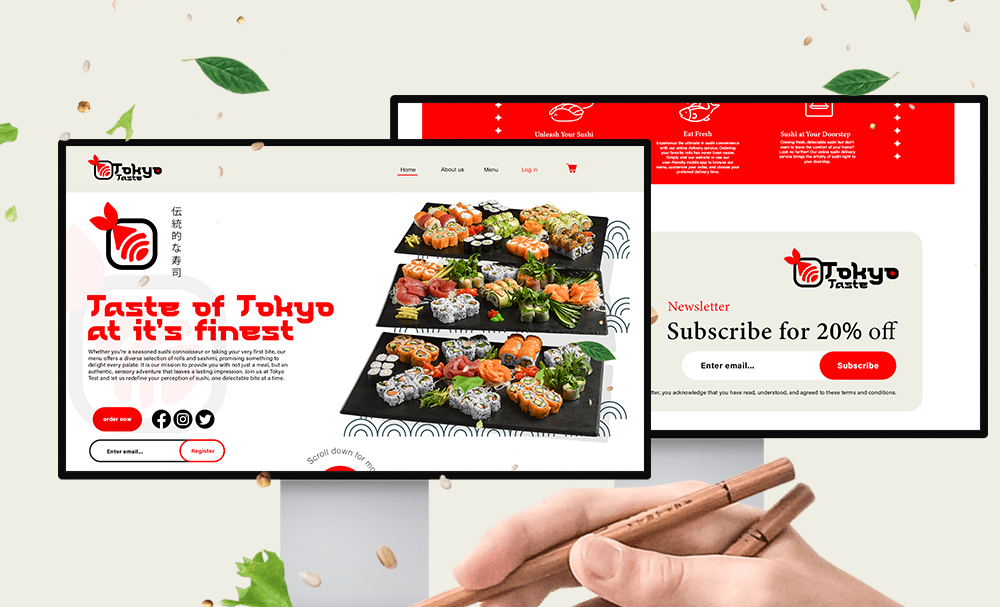 Tokyo
Taste
Home
About us
Menu
Log in
伝統的な寿司
Taste of Tokyo
at it's finest
Whether you're a seasoned sushi connoisseur or taking your very first bite, our
menu offers a diverse selection of rolls and sashimi, promising something to
delight every palate. It is our mission to provide you with not just a meal, but an
authentic, sensory adventure that leaves a lasting impression. Join us at Tokyo
Test and let us redefine your perception of sushi, one delectable bite at a time.
order now
Enter email...
Register
Scroll down for mo
Unleash Your Sushi
Eat Fresh
Experience the ultimate in sushi convenience
with our online delivery service. Ordering
your favorite rolls has never been easier.
Simply visit our website or use our
user-friendly mobile app to browse our
menu, customize your order, and choose your
preferred delivery time.
Sushi at Your Doorstep
Craving fresh, delectable sushi but don't
want to leave the comfort of your home?
Look no further! Our online sushi delivery
service brings the artistry of sushi right to
your doorstep.
Tokyo
Taste
Newsletter
Subscribe for 20% off
Enter email...
Subscribe
tter, you acknowledge that you have read, understood, and agreed to these terms and conditions.